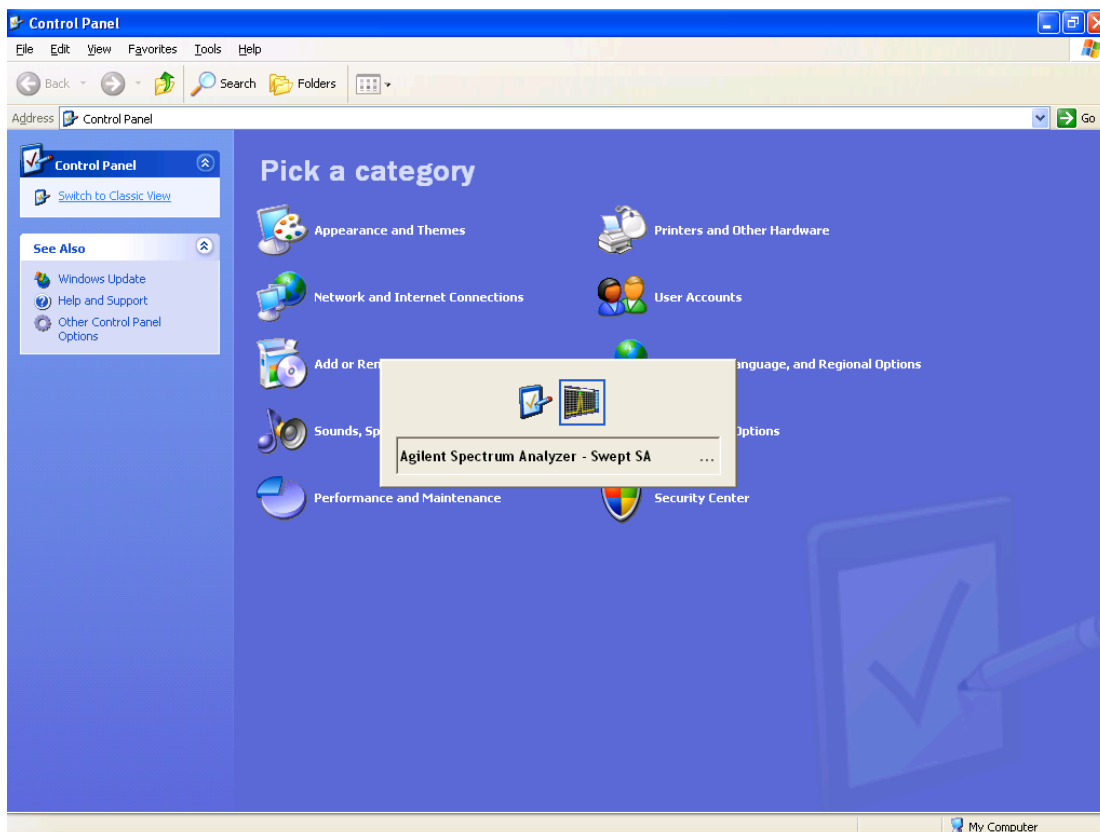 Control Panel
File Edit View Favorites Tools Help
Back Search Folders
Address Control Panel Go
Control Panel
Switch to Classic View
See Also
Windows Update
Help and Support
Other Control Panel
Options
Pick a category
Appearance and Themes
Printers and Other Hardware
Network and Internet Connections
User Accounts
Add or Re
anguage, and Regional Options
Sounds, Sp
Options
Agilent Spectrum Analyzer - Swept SA ...
Performance and Maintenance
Security Center
My Computer